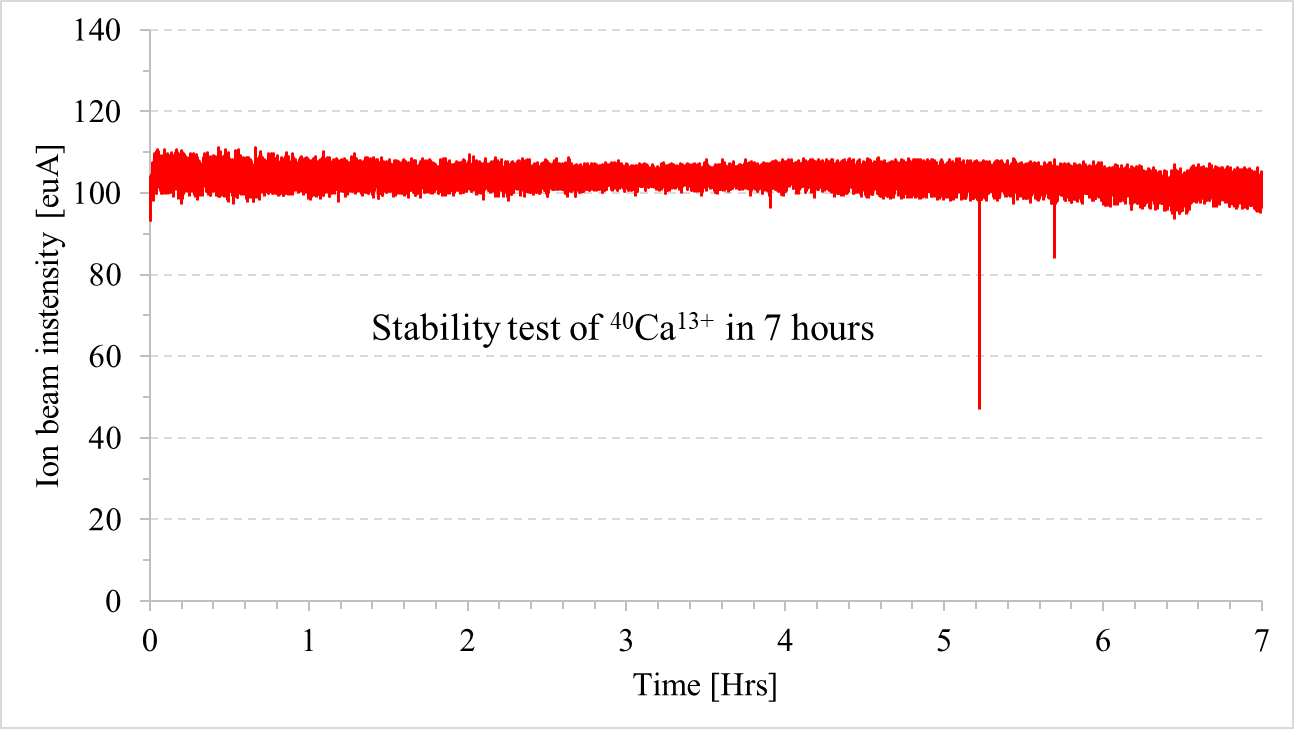 140
120
100
80
60
40
20
0
Ion beam instensity [euA]
Stability test of ⁴⁰Ca¹³⁺ in 7 hours
0 1 2 3 4 5 6 7
Time [Hrs]